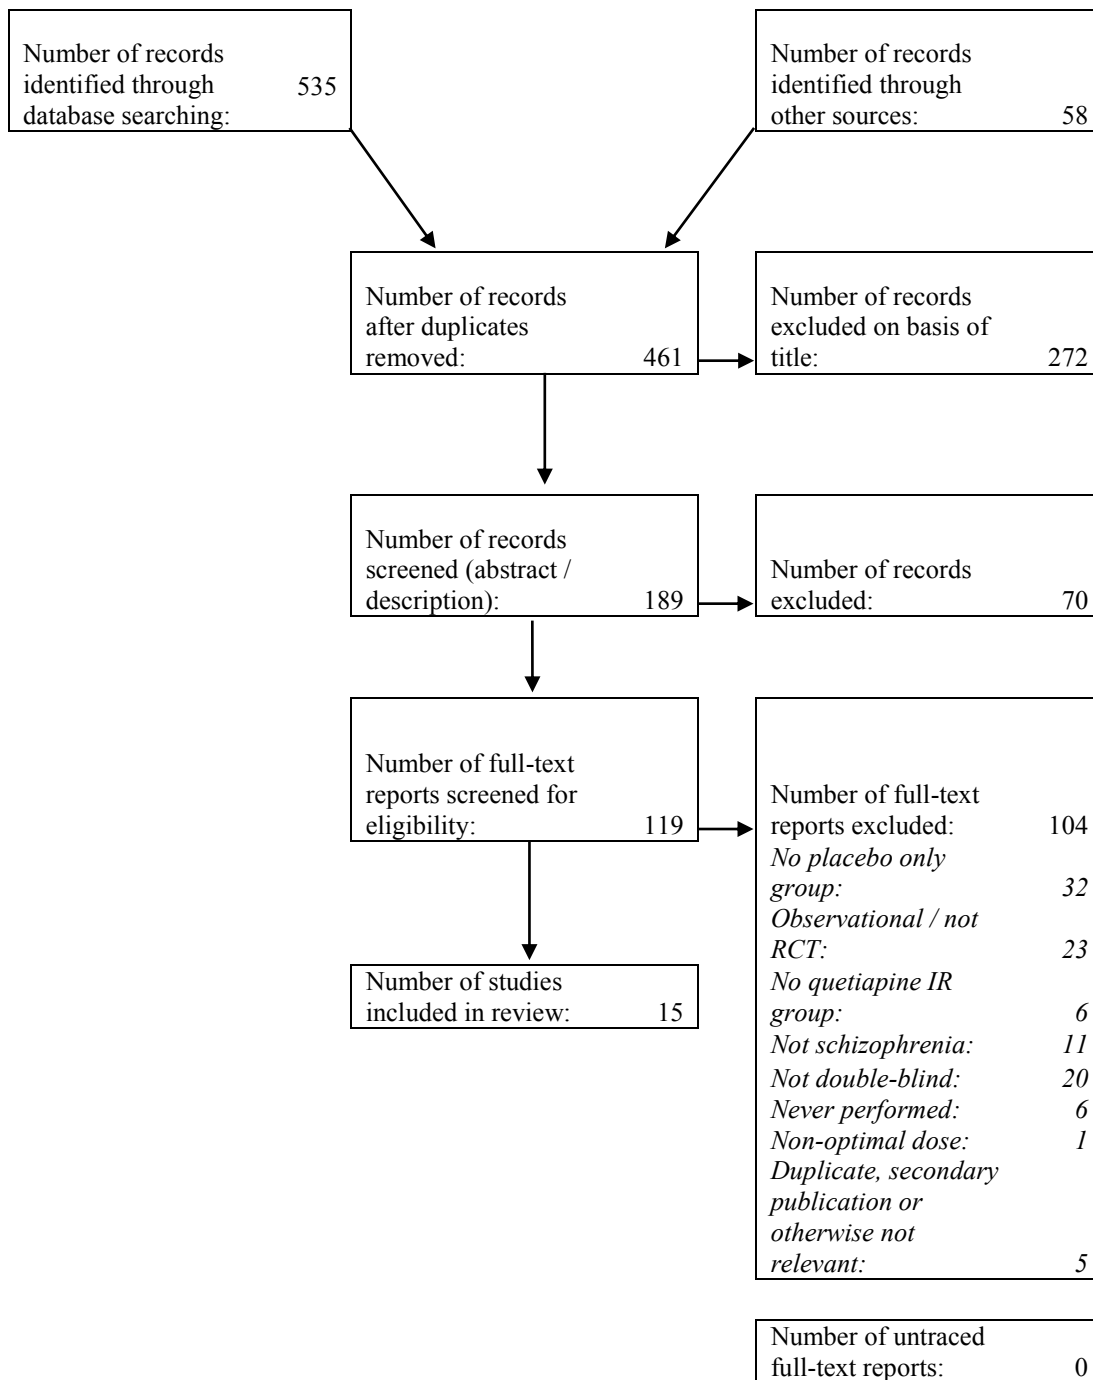 Number of records
identified through
database searching: 535
Number of records
identified through
other sources: 58
Number of records
after duplicates
removed: 461
Number of records
excluded on basis of
title: 272
Number of records
screened (abstract /
description): 189
Number of records
excluded: 70
Number of full-text
reports screened for
eligibility: 119
Number of full-text
reports excluded: 104
No placebo only
group: 32
Observational / not
RCT: 23
No quetiapine IR
group: 6
Not schizophrenia: 11
Not double-blind: 20
Never performed: 6
Non-optimal dose: 1
Duplicate, secondary
publication or
otherwise not
relevant: 5
Number of studies
included in review: 15
Number of untraced
full-text reports: 0